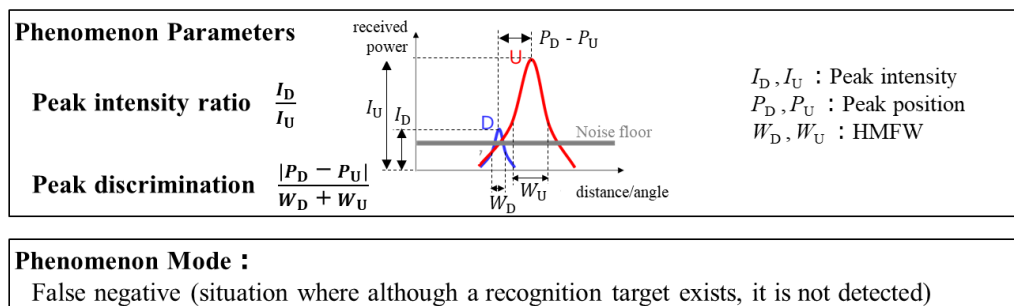 Phenomenon Parameters
received
power
P_D - P_U
U
Peak intensity ratio I_D / I_U
I_U
I_D
D
Noise floor
I_D , I_U : Peak intensity
P_D , P_U : Peak position
W_D , W_U : HMFW
Peak discrimination |P_D − P_U| / W_D + W_U
W_D
W_U
distance/angle
Phenomenon Mode :
False negative (situation where although a recognition target exists, it is not detected)